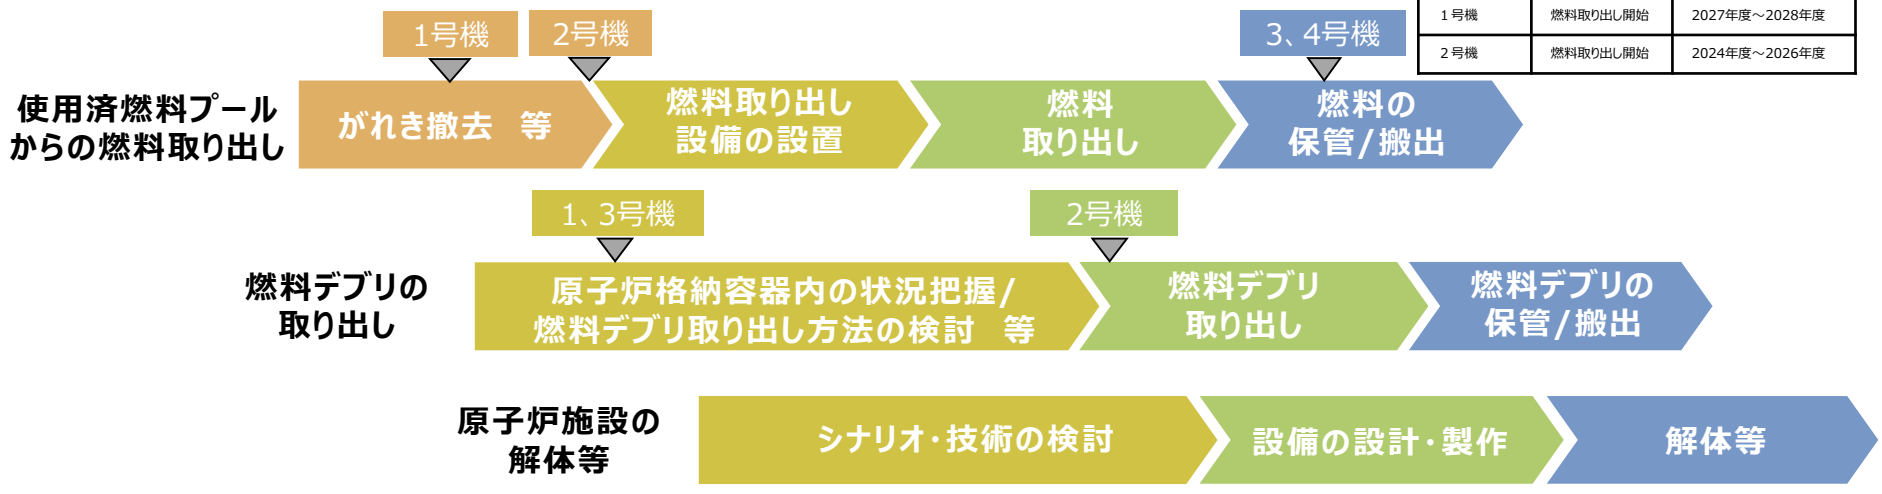 1号機 燃料取り出し開始 2027年度～2028年度
2号機 燃料取り出し開始 2024年度～2026年度
1号機
2号機
3、4号機
使用済燃料プール
からの燃料取り出し
がれき撤去　等
燃料取り出し
設備の設置
燃料
取り出し
燃料の
保管/搬出
1、3号機
2号機
燃料デブリの
取り出し
原子炉格納容器内の状況把握/
燃料デブリ取り出し方法の検討　等
燃料デブリ
取り出し
燃料デブリの
保管/搬出
原子炉施設の
解体等
シナリオ・技術の検討
設備の設計・製作
解体等